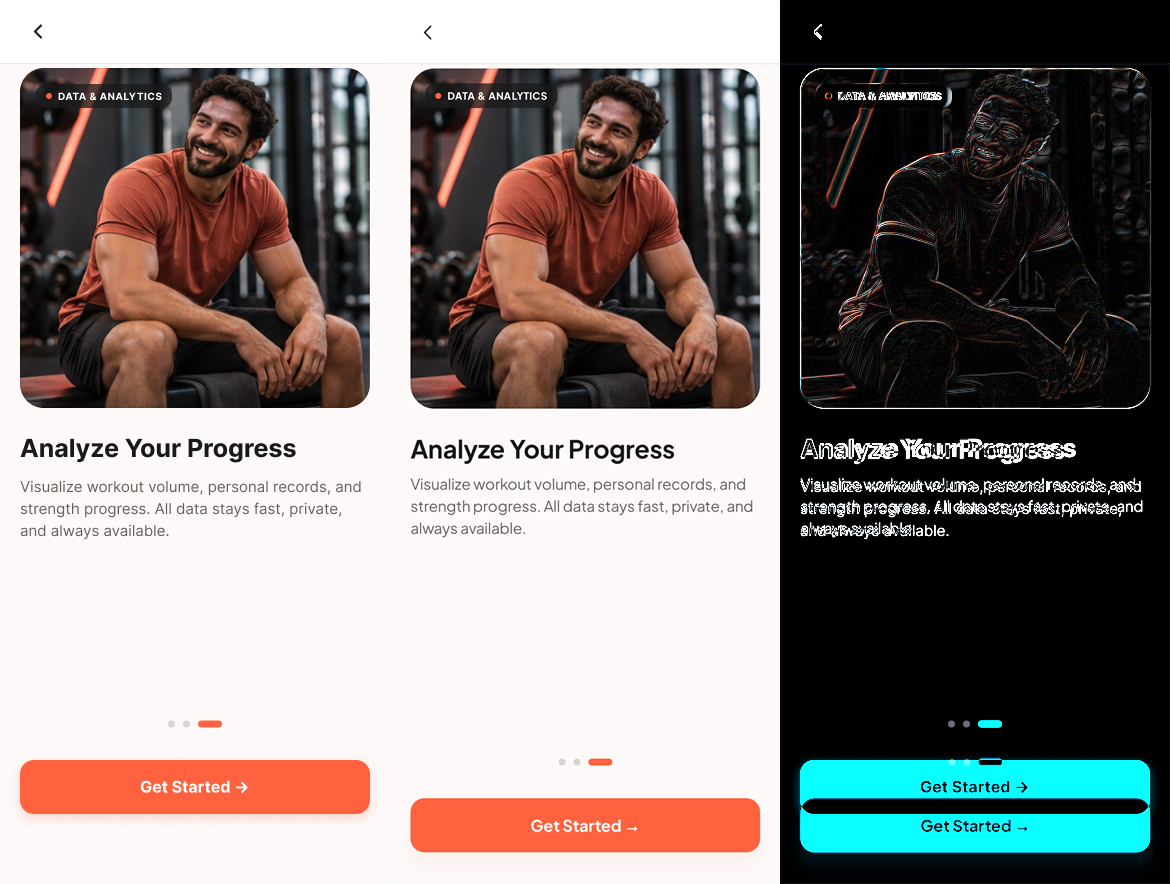 DATA & ANALYTICS
Analyze Your Progress
Visualize workout volume, personal records, and
strength progress. All data stays fast, private,
and always available.
Get Started →
DATA & ANALYTICS
Analyze Your Progress
Visualize workout volume, personal records, and
strength progress. All data stays fast, private, and
always available.
Get Started →
Get Started →
Get Started →